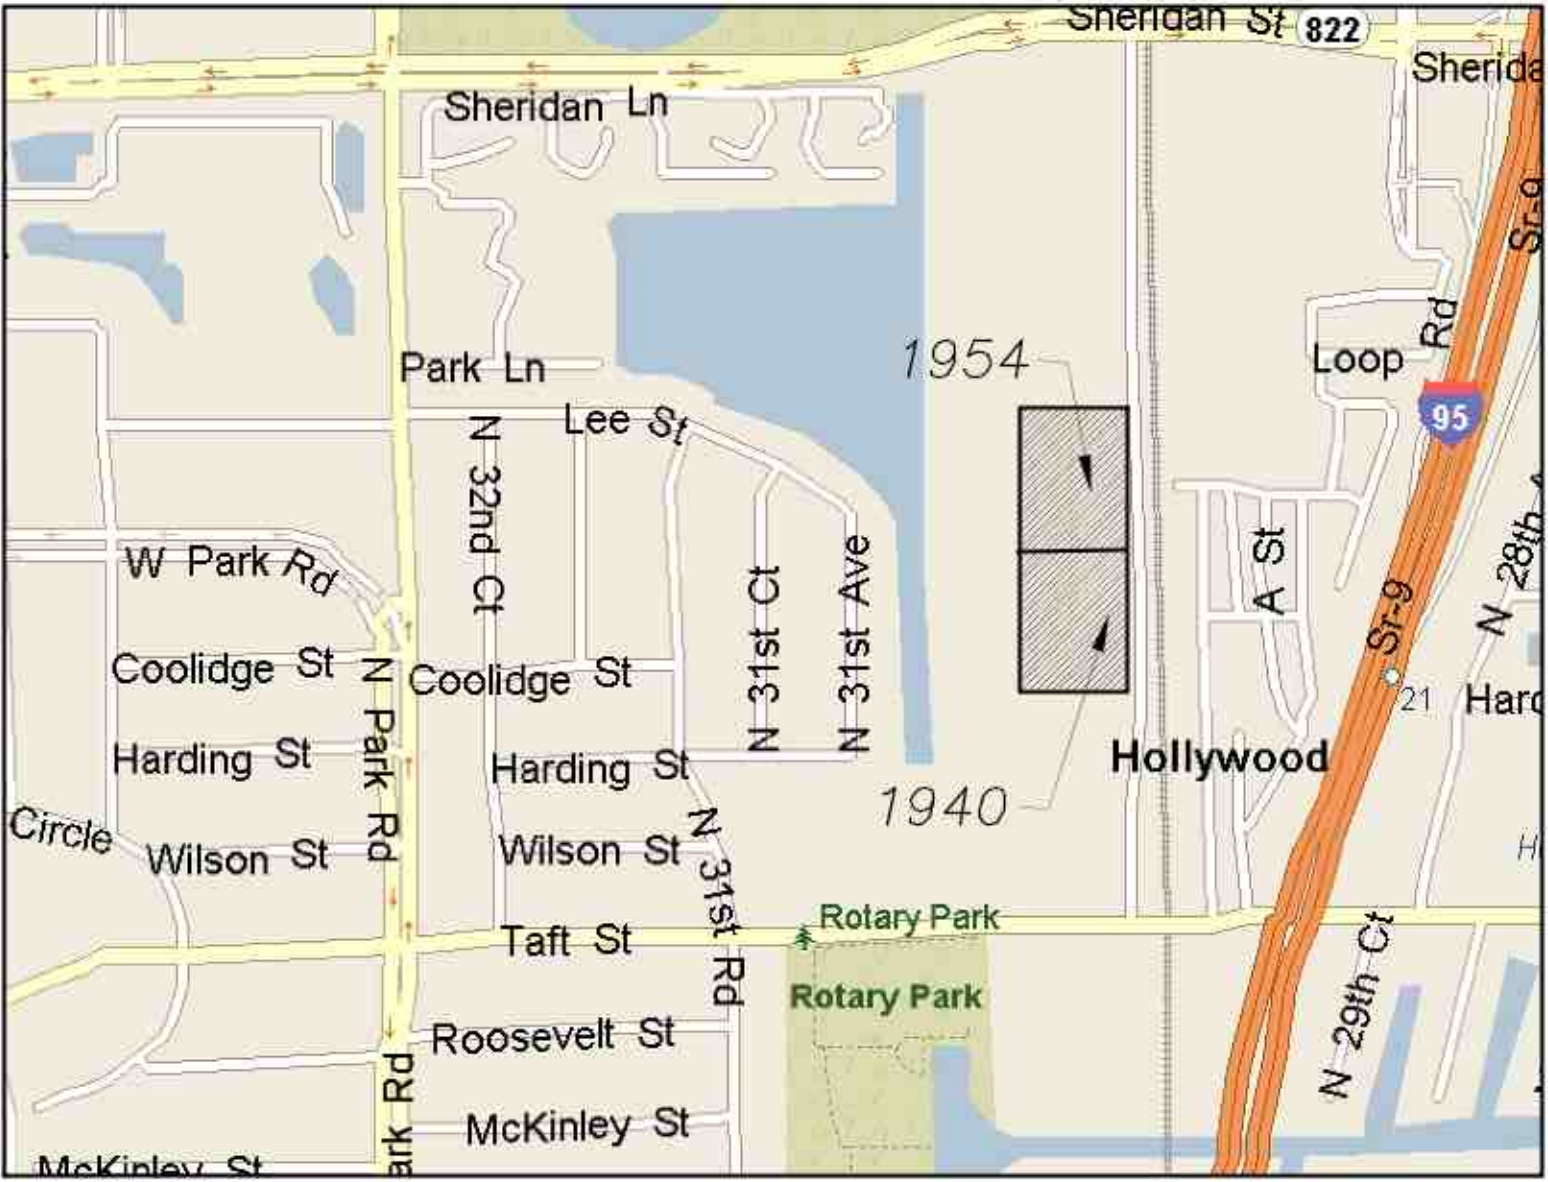 Sheridan St 822
Sherida
Sheridan Ln
Sr-9
1954
Park Ln
Loop Rd
Lee St
95
N 32nd Ct
W Park Rd
A St
N 28th
N 31st Ct
N 31st Ave
Sr-9
Coolidge St
Coolidge St
N Park Rd
21
Hard
Harding St
Harding St
Hollywood
1940
Circle
Wilson St
Wilson St
N 31st Rd
H
Rotary Park
Taft St
N 29th Ct
Rotary Park
Roosevelt St
ark Rd
McKinley St
McKinley St